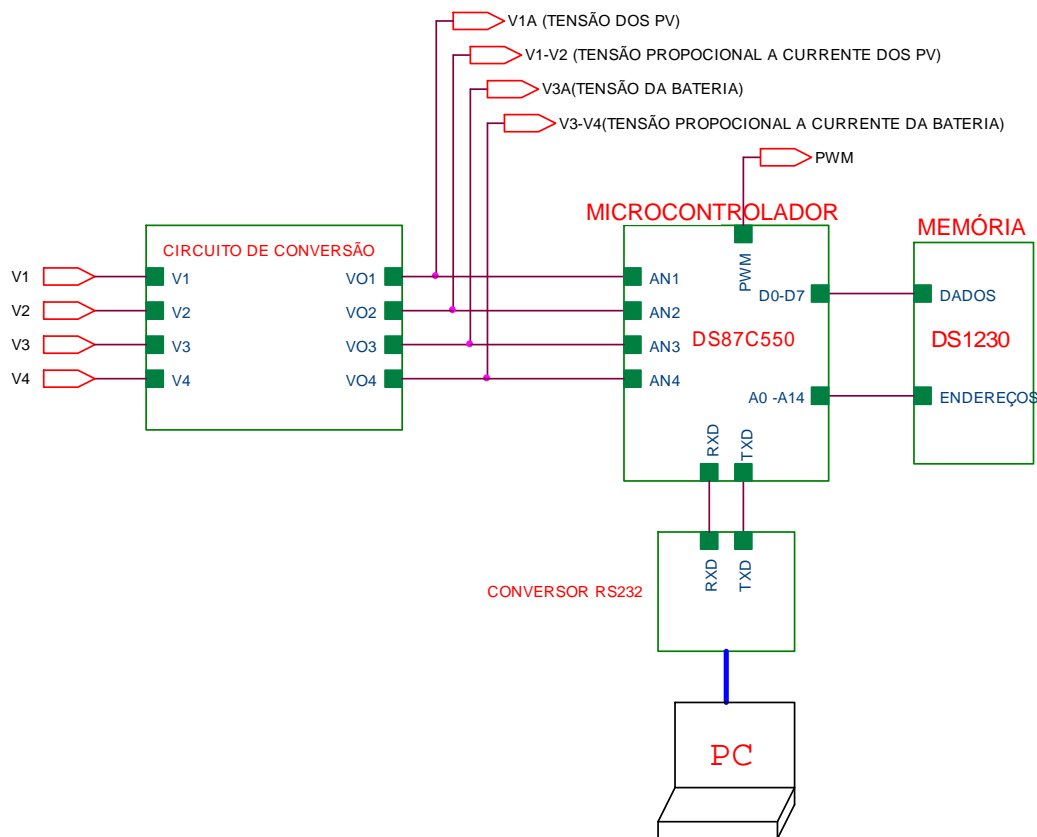 V1A (TENSÃO DOS PV)
V1-V2 (TENSÃO PROPOCIONAL A CURRENTE DOS PV)
V3A(TENSÃO DA BATERIA)
V3-V4(TENSÃO PROPOCIONAL A CURRENTE DA BATERIA)
PWM
MICROCONTROLADOR
MEMÓRIA
CIRCUITO DE CONVERSÃO
V1
V1
VO1
AN1
PWM
D0-D7
DADOS
V2
V2
VO2
AN2
V3
V3
VO3
AN3
DS87C550
DS1230
V4
V4
VO4
AN4
A0 -A14
ENDEREÇOS
RXD
TXD
RXD
TXD
CONVERSOR RS232
PC